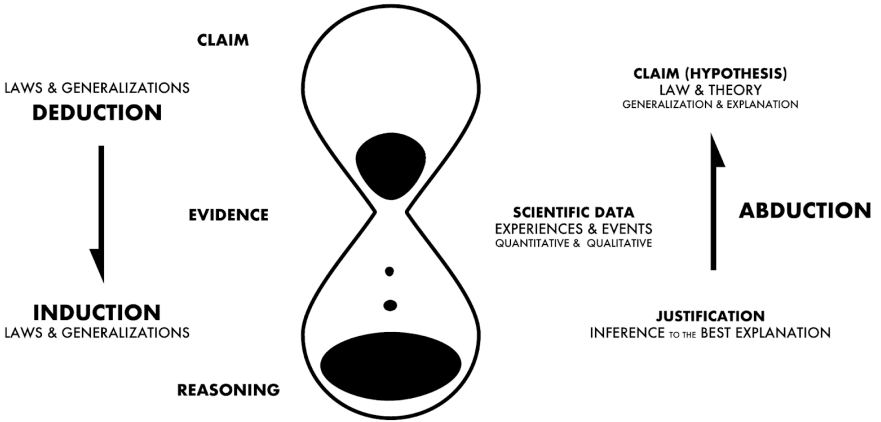 CLAIM
LAWS & GENERALIZATIONS
DEDUCTION
EVIDENCE
INDUCTION
LAWS & GENERALIZATIONS
REASONING
CLAIM (HYPOTHESIS)
LAW & THEORY
GENERALIZATION & EXPLANATION
SCIENTIFIC DATA
EXPERIENCES & EVENTS
QUANTITATIVE & QUALITATIVE
ABDUCTION
JUSTIFICATION
INFERENCE TO THE BEST EXPLANATION